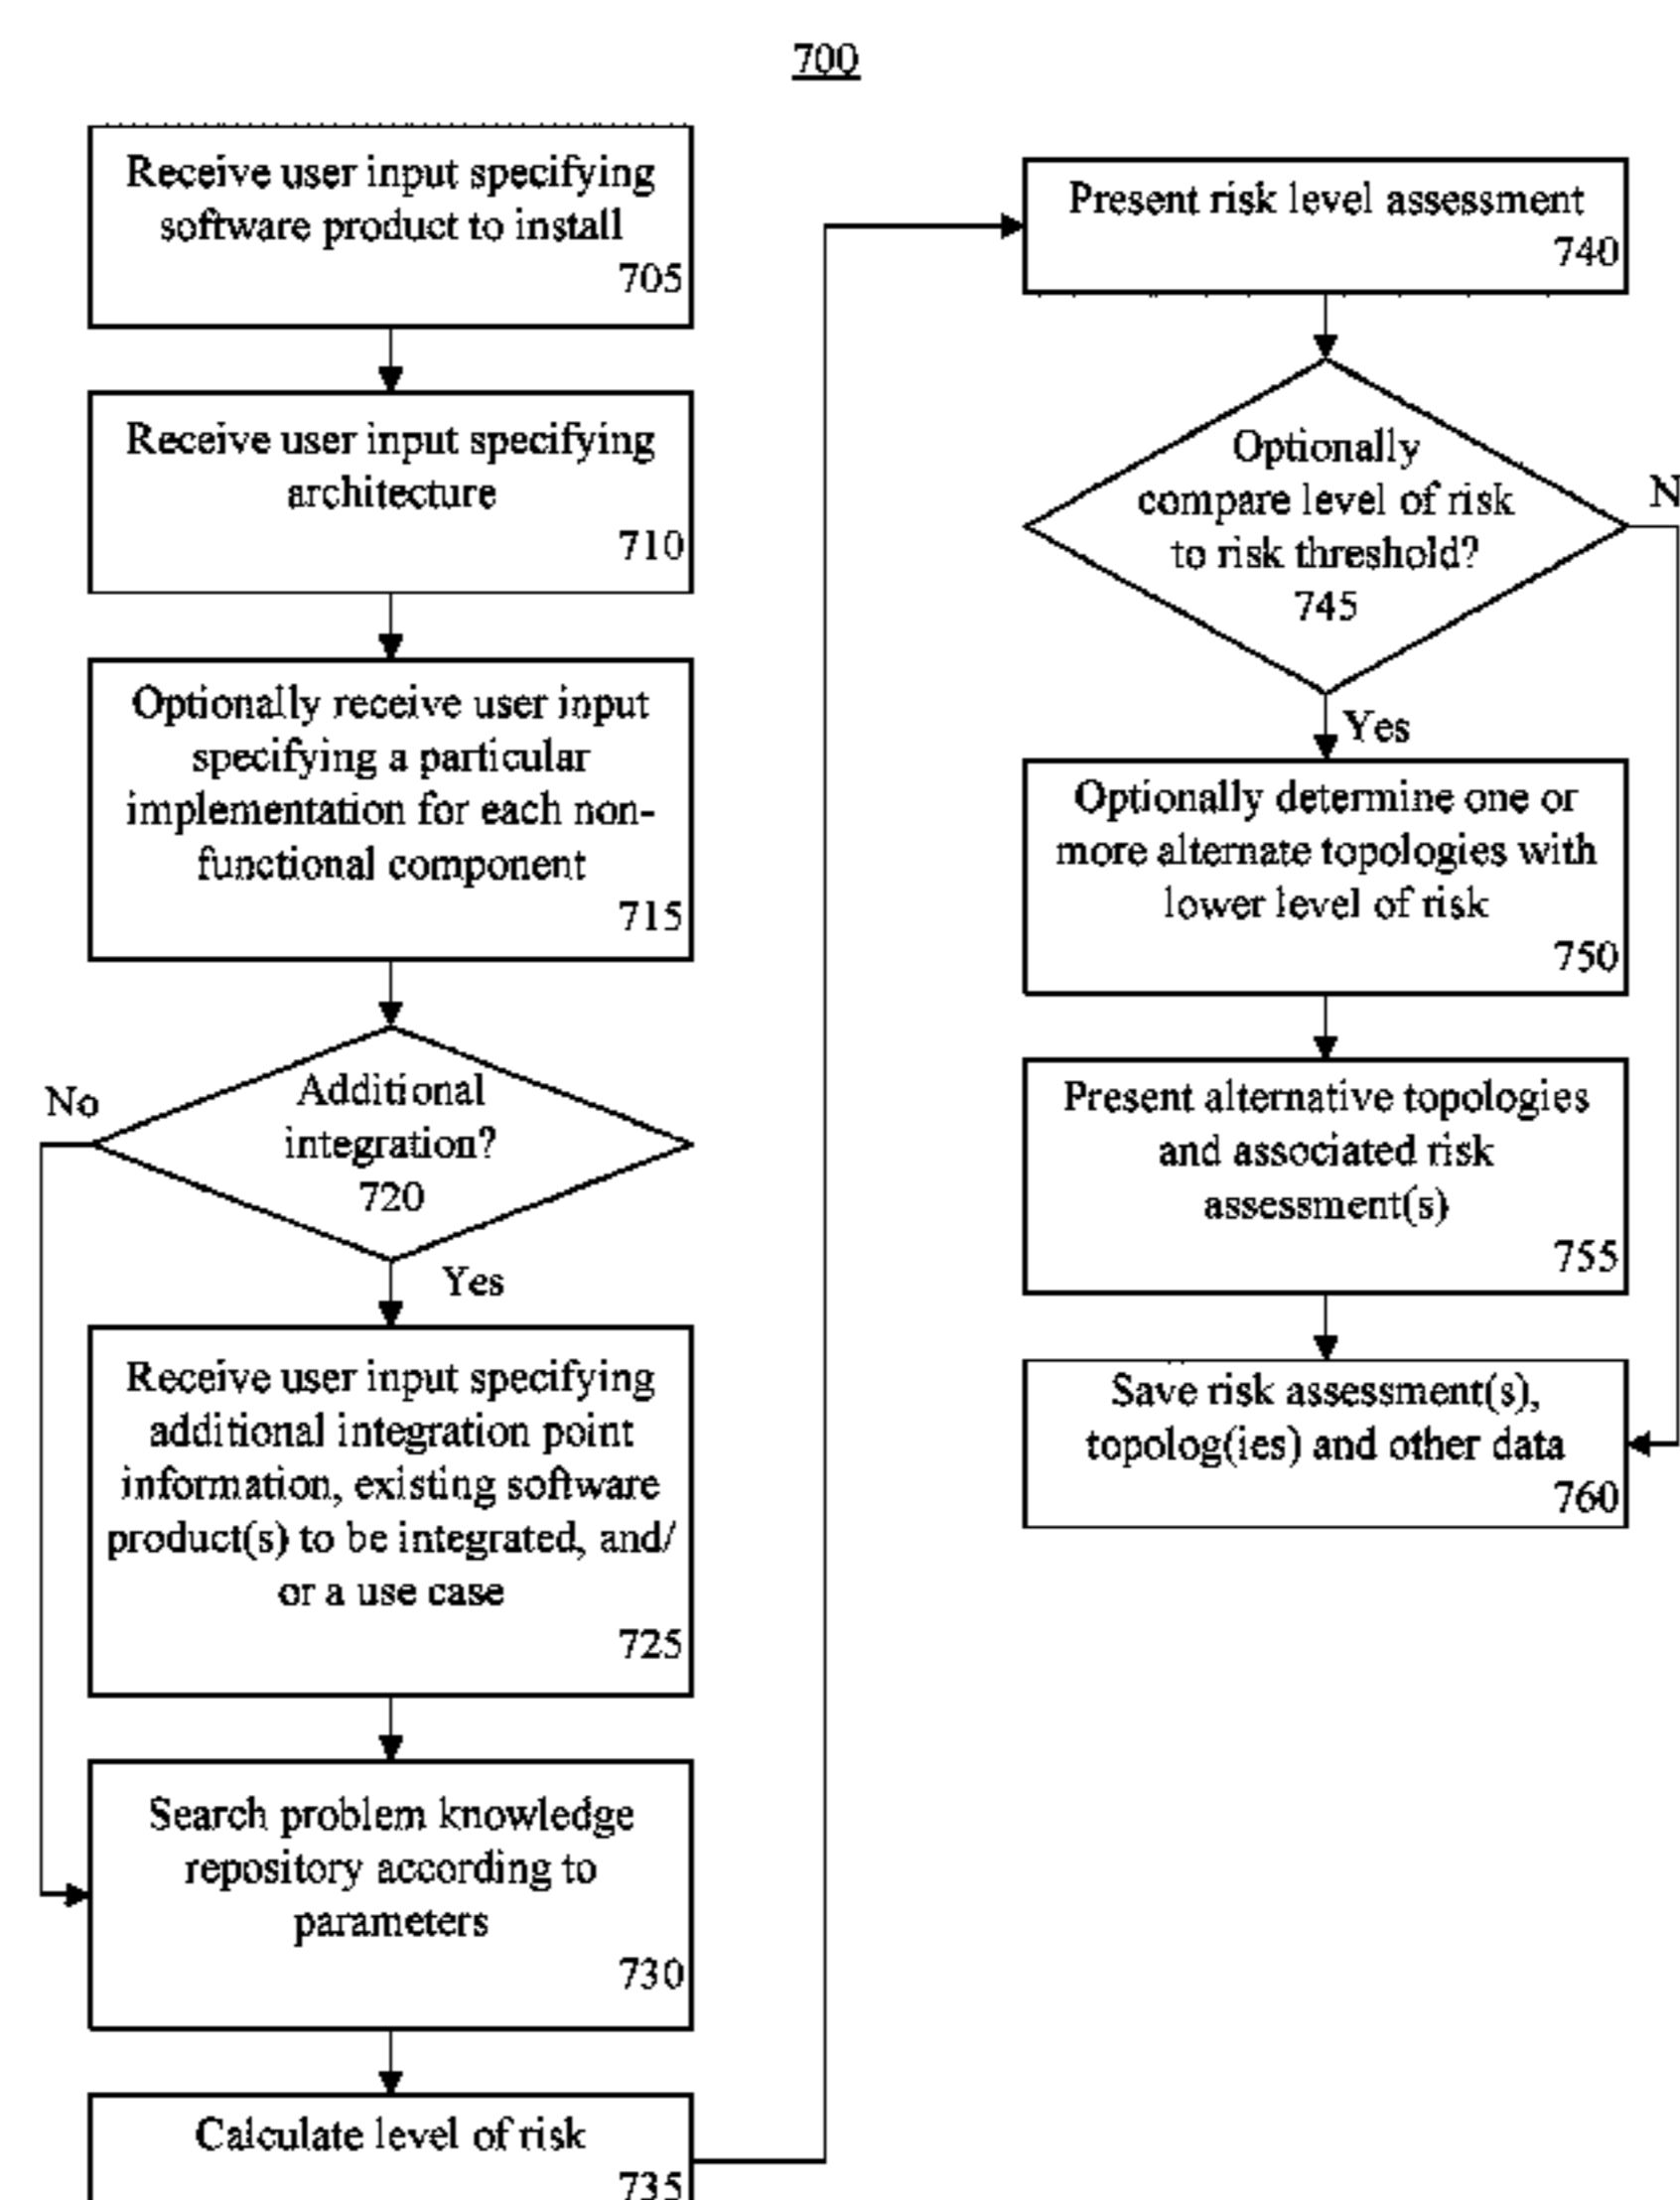 700
Receive user input specifying
software product to install
705
Receive user input specifying
architecture
710
Optionally receive user input
specifying a particular
implementation for each non-
functional component
715
Additional
integration?
720
No
Yes
Receive user input specifying
additional integration point
information, existing software
product(s) to be integrated, and/
or a use case
725
Search problem knowledge
repository according to
parameters
730
Calculate level of risk
735
Present risk level assessment
740
Optionally
compare level of risk
to risk threshold?
745
N
Yes
Optionally determine one or
more alternate topologies with
lower level of risk
750
Present alternative topologies
and associated risk
assessment(s)
755
Save risk assessment(s),
topolog(ies) and other data
760